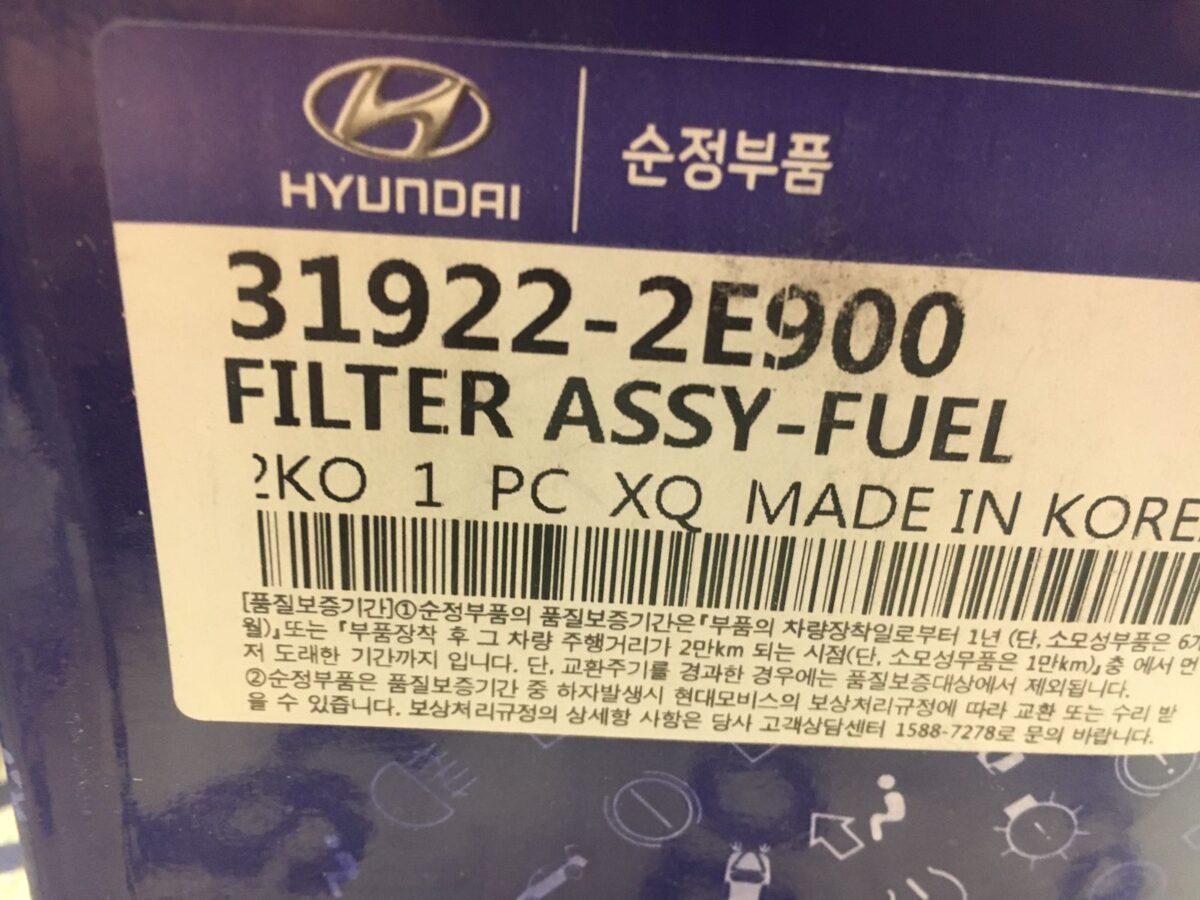 HYUNDAI
순정부품
31922-2E900
FILTER ASSY-FUEL
2KO 1 PC XQ MADE IN KORE
[품질보증기간]①순정부품의 품질보증기간은『부품의 차량장착일로부터 1년 (단, 소모성부품은 6개
월)』또는 『부품장착 후 그 차량 주행거리가 2만km 되는 시점(단, 소모성부품은 1만km)』충 에서 먼
저 도래한 기간까지 입니다. 단, 교환주기를 경과한 경우에는 품질보증대상에서 제외됩니다.
②순정부품은 품질보증기간 중 하자발생시 현대모비스의 보상처리규정에 따라 교환 또는 수리 받
을 수 있습니다. 보상처리규정의 상세항 사항은 당사 고객상담센터 1588-7278로 문의 바랍니다.